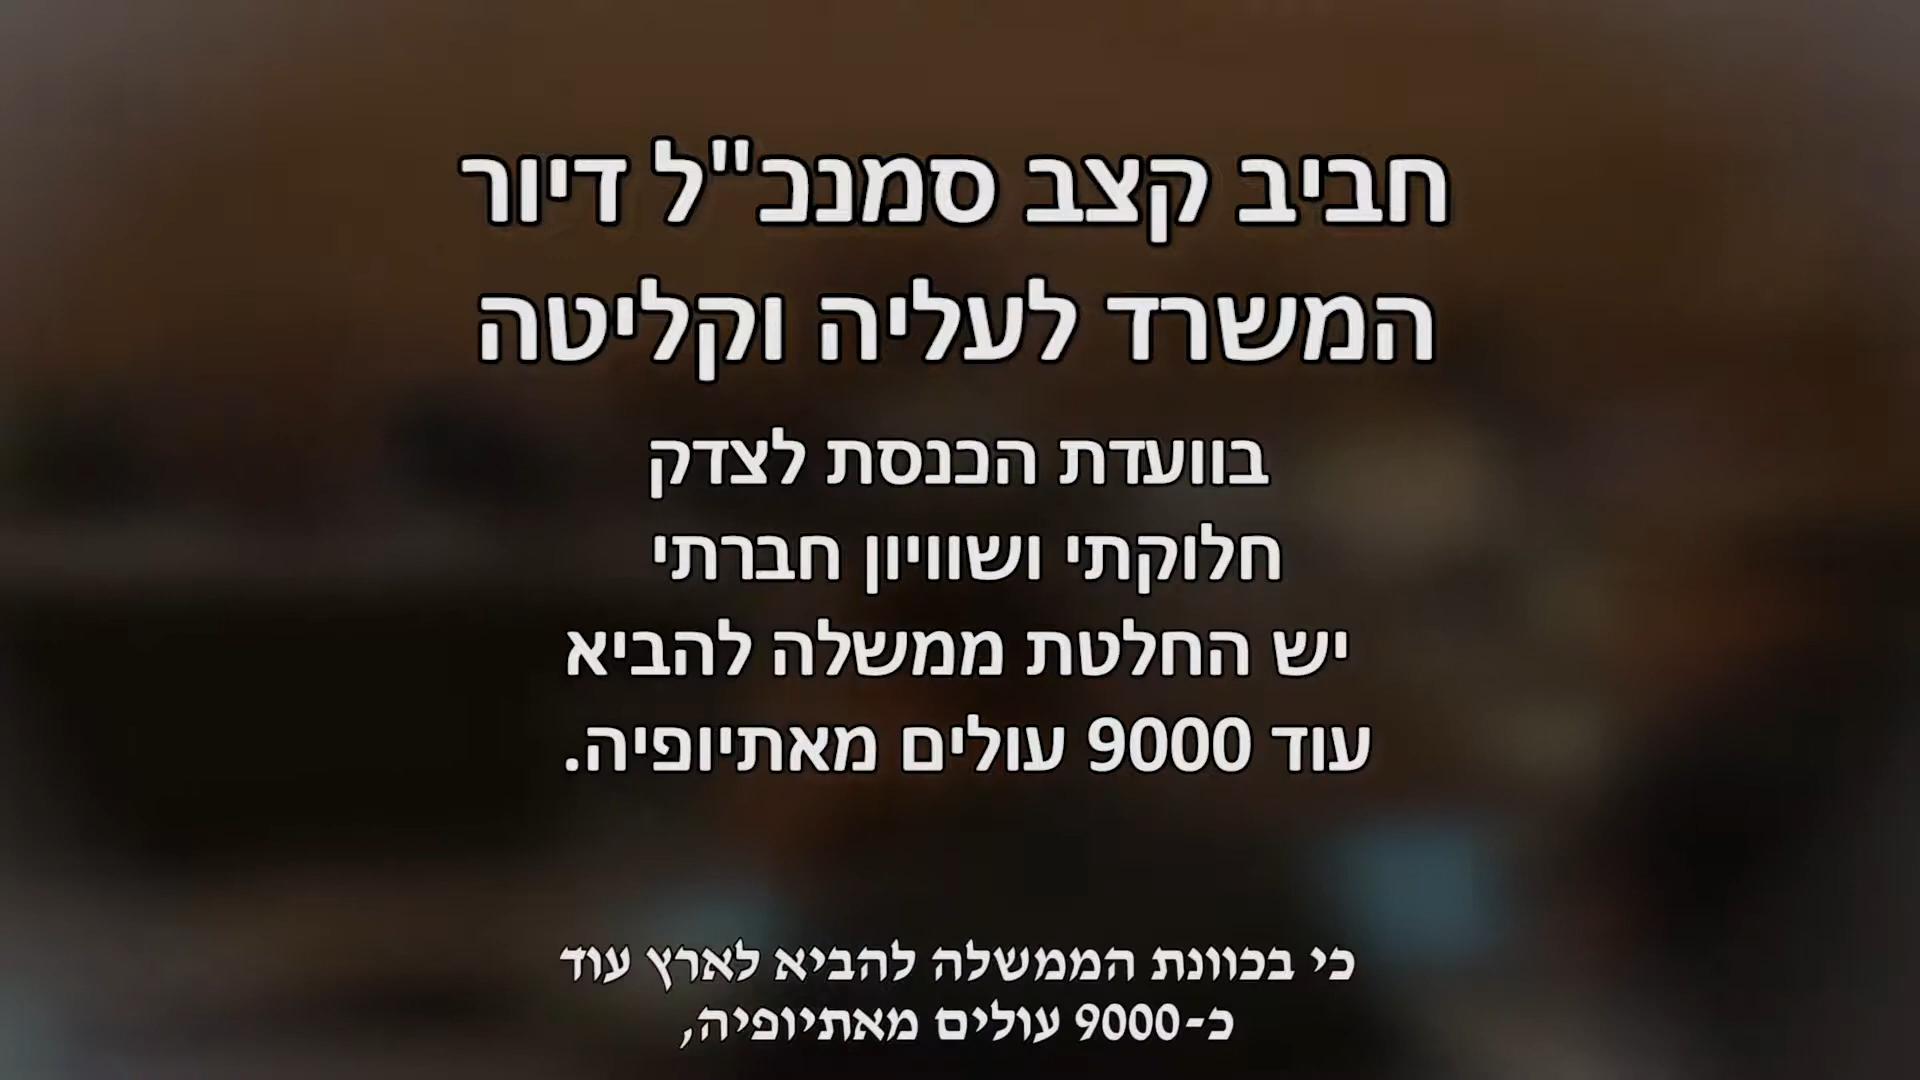 חביב קצב סמנכ"ל דיור
המשרד לעליה וקליטה
בוועדת הכנסת לצדק
חלוקתי ושוויון חברתי
יש החלטת ממשלה להביא
עוד 9000 עולים מאתיופיה.
כי בכוונת הממשלה להביא לארץ עוד
כ-9000 עולים מאתיופיה,